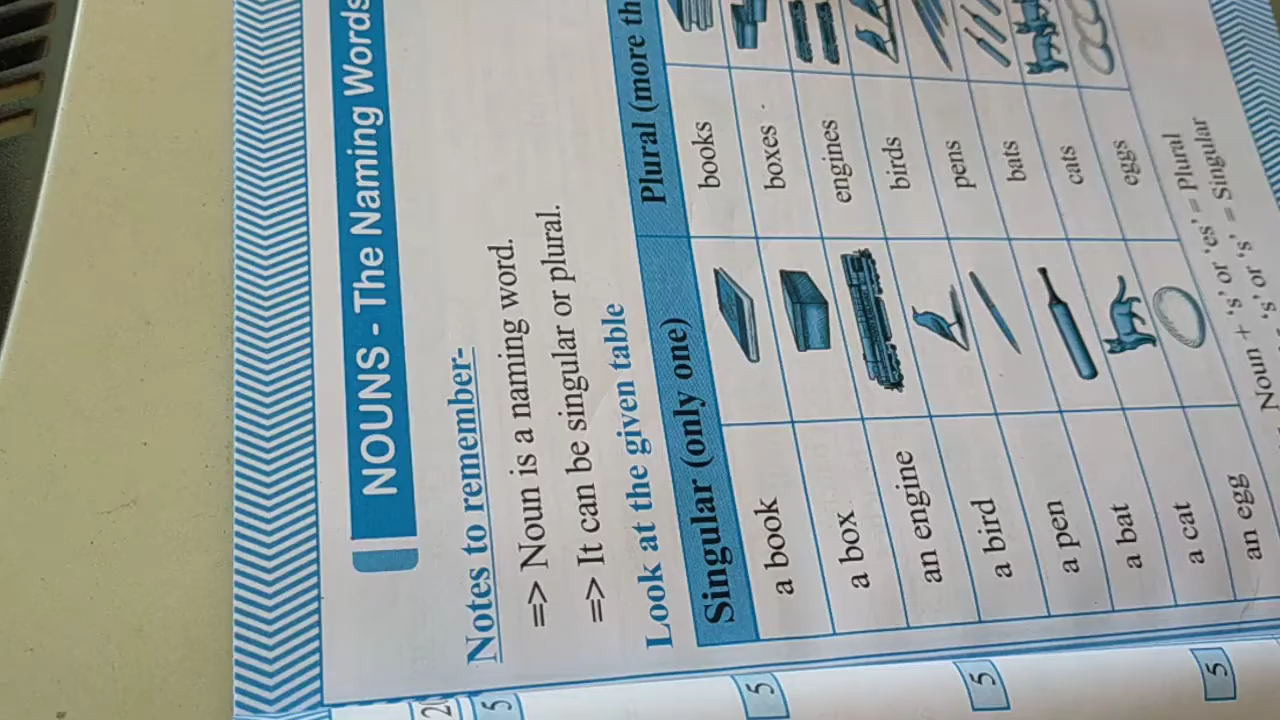 NOUNS - The Naming Words
Notes to remember-
=> Noun is a naming word.
=> It can be singular or plural.
Look at the given table
Singular (only one) Plural (more
a book books
a box boxes
an engine engines
a bird birds
a pen pens
a bat bats
a cat cats
an egg eggs
Noun + 's' or 'es' = Plural
's' or 's' = Singular
5
5
5
5